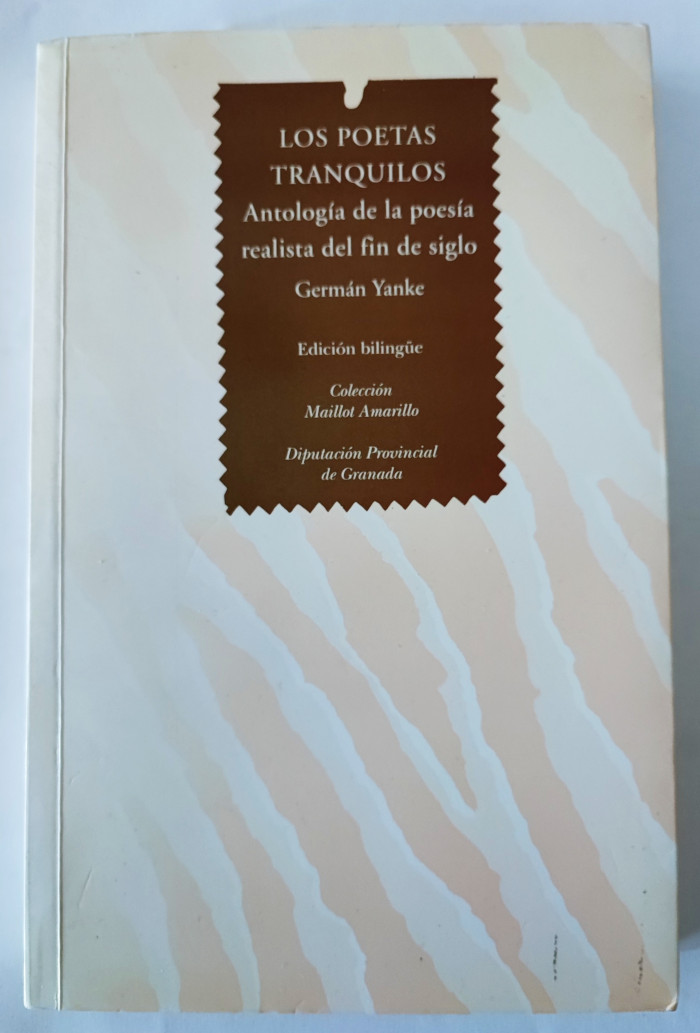 LOS POETAS
TRANQUILOS
Antología de la poesía
realista del fin de siglo
Germán Yanke
Edición bilingüe
Colección
Maillot Amarillo
Diputación Provincial
de Granada